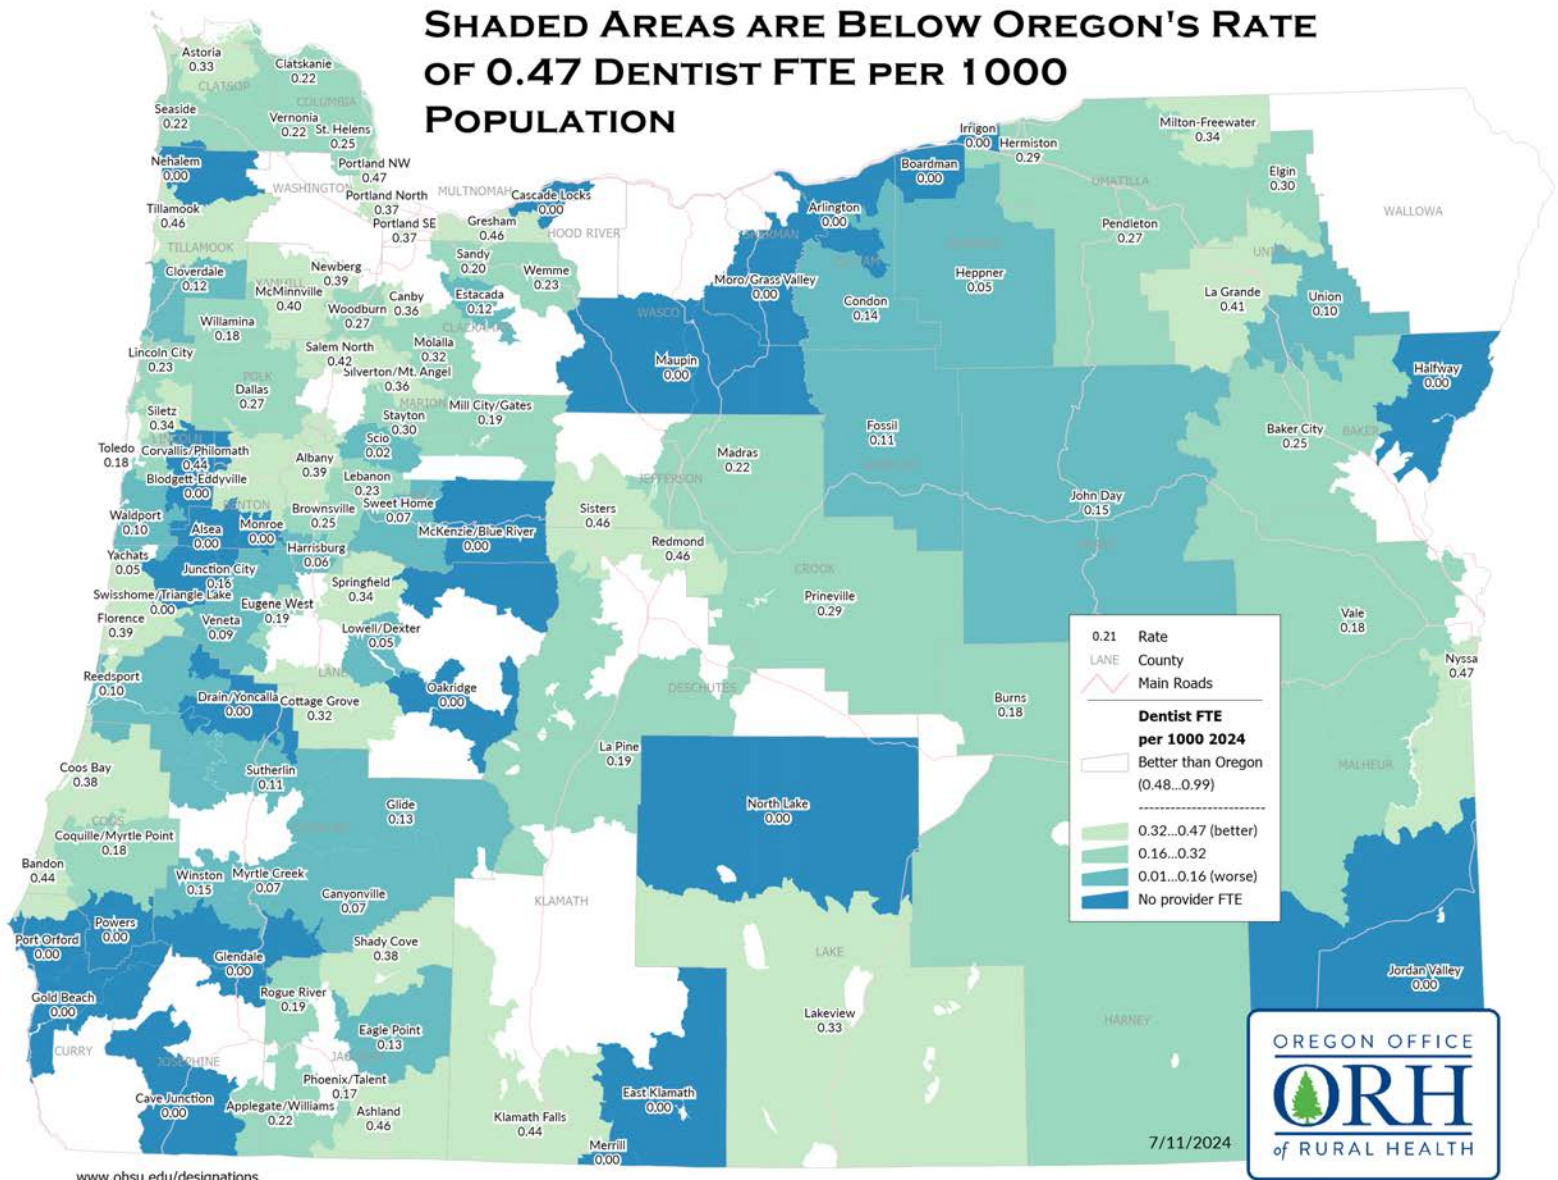 SHADED AREAS ARE BELOW OREGON'S RATE
OF 0.47 DENTIST FTE PER 1000
POPULATION
Astoria
0.33
CLATSOP
Clatskanie
0.22
COLUMBIA
Seaside
0.22
Vernonia
0.22
St. Helens
0.25
Nehalem
0.00
Portland NW
0.47
WASHINGTON
MULTNOMAH
Portland North
0.37
Portland SE
0.37
Tillamook
0.46
TILLAMOOK
Gresham
0.46
Cascade Locks
0.00
HOOD RIVER
Irrigon
0.00
Hermiston
0.29
Boardman
0.00
Milton-Freewater
0.34
Elgin
0.30
UMATILLA
WALLOWA
Arlington
0.00
SHERMAN
Pendleton
0.27
Sandy
0.20
Wemme
0.23
Cloverdale
0.12
YAMHILL
Newberg
0.39
McMinnville
0.40
Woodburn
0.27
Canby
0.36
Estacada
0.12
Moro/Grass Valley
0.00
Condon
0.14
Heppner
0.05
La Grande
0.41
Union
0.10
WASCO
Willamina
0.18
Molalla
0.32
Salem North
0.42
Silverton/Mt. Angel
0.36
Lincoln City
0.23
Maupin
0.00
Halfway
0.00
POLK
Dallas
0.27
MARION
Mill City/Gates
0.19
Stayton
0.30
Siletz
0.34
LINCOLN
Scio
0.02
Fossil
0.11
Baker City
0.25
BAKER
Toledo
0.18
Corvallis/Philomath
0.44
Albany
0.39
Madras
0.22
JEFFERSON
Blodgett-Eddyville
0.00
Lebanon
0.23
BENTON
Brownsville
0.25
Sweet Home
0.07
Sisters
0.46
John Day
0.15
Waldport
0.10
Alsea
0.00
Monroe
0.00
McKenzie/Blue River
0.00
Harrisburg
0.06
Redmond
0.46
Yachats
0.05
Junction City
0.16
Springfield
0.34
CROOK
Prineville
0.29
Swisshome/Triangle Lake
0.00
Eugene West
0.19
Florence
0.39
Veneta
0.09
Lowell/Dexter
0.05
Vale
0.18
LANE
Reedsport
0.10
Drain/Yoncalla
0.00
Cottage Grove
0.32
Oakridge
0.00
DESCHUTES
Burns
0.18
Nyssa
0.47
La Pine
0.19
MALHEUR
Coos Bay
0.38
Sutherlin
0.11
Glide
0.13
North Lake
0.00
COOS
Coquille/Myrtle Point
0.18
Bandon
0.44
Winston
0.15
Myrtle Creek
0.07
Canyonville
0.07
KLAMATH
Powers
0.00
Port Orford
0.00
Glendale
0.00
Shady Cove
0.38
LAKE
Jordan Valley
0.00
Gold Beach
0.00
Rogue River
0.19
Lakeview
0.33
HARNEY
Eagle Point
0.13
CURRY
JOSEPHINE
Phoenix/Talent
0.17
Cave Junction
0.00
Applegate/Williams
0.22
Ashland
0.46
Klamath Falls
0.44
East Klamath
0.00
Merrill
0.00
0.21 Rate
LANE County
Main Roads
Dentist FTE
per 1000 2024
Better than Oregon
(0.48...0.99)
0.32...0.47 (better)
0.16...0.32
0.01...0.16 (worse)
No provider FTE
7/11/2024
OREGON OFFICE
ORH
of RURAL HEALTH
www.ohsu.edu/designations